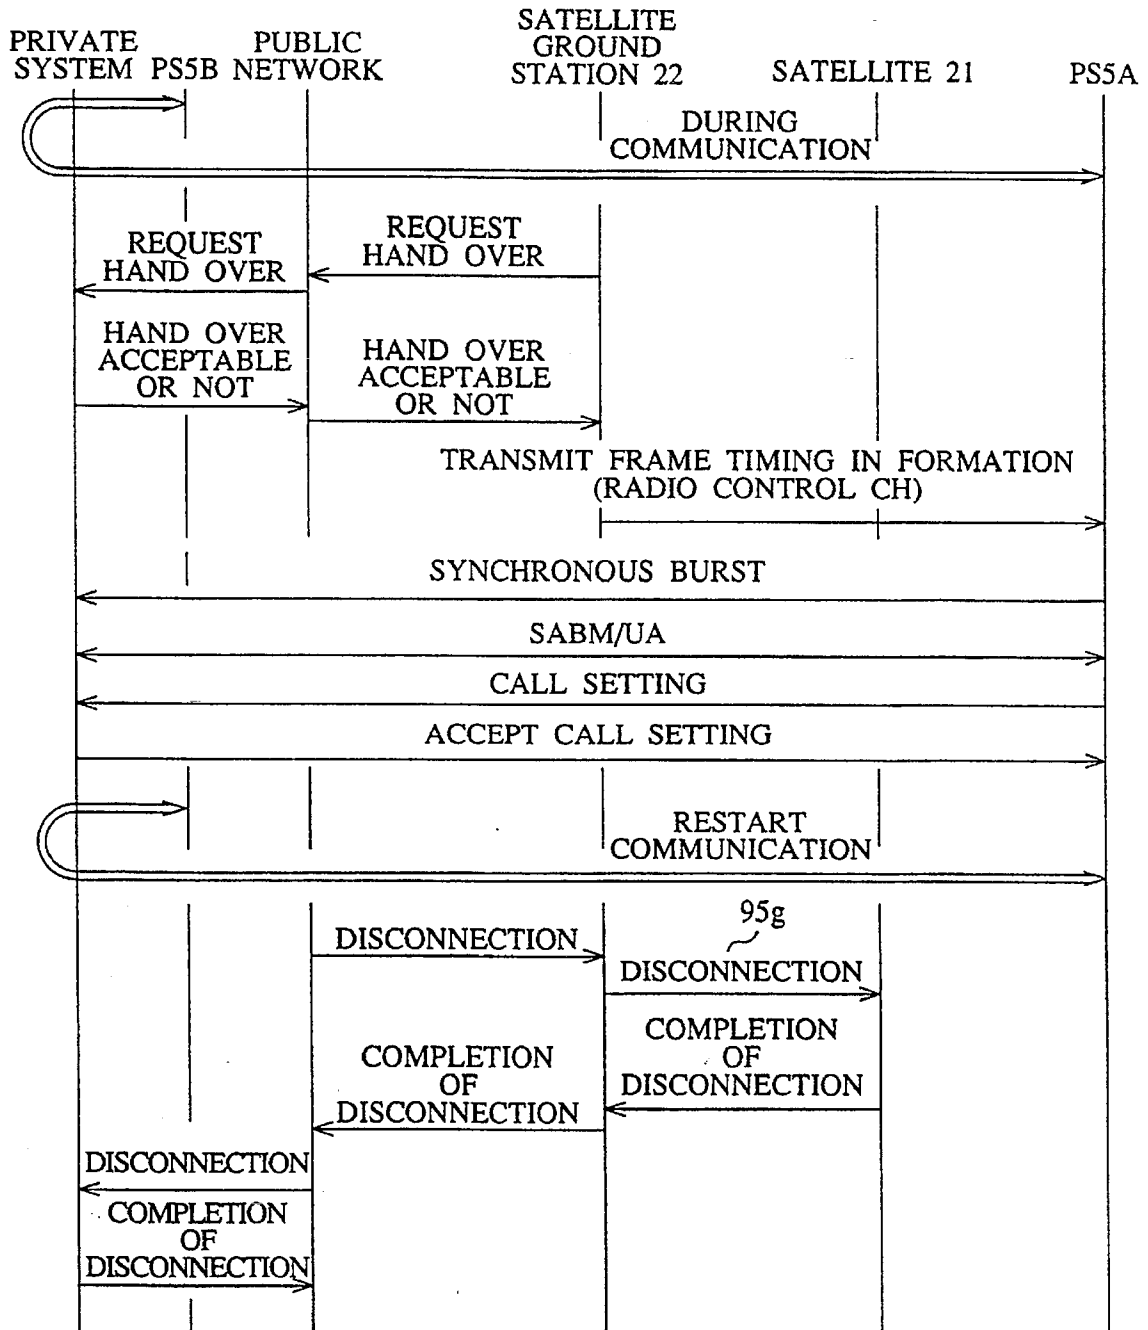 PRIVATE
SYSTEM
PS5B
PUBLIC
NETWORK
SATELLITE
GROUND
STATION 22
SATELLITE 21
PS5A
DURING
COMMUNICATION
REQUEST
HAND OVER
REQUEST
HAND OVER
HAND OVER
ACCEPTABLE
OR NOT
HAND OVER
ACCEPTABLE
OR NOT
TRANSMIT FRAME TIMING IN FORMATION
(RADIO CONTROL CH)
SYNCHRONOUS BURST
SABM/UA
CALL SETTING
ACCEPT CALL SETTING
RESTART
COMMUNICATION
95g
DISCONNECTION
DISCONNECTION
COMPLETION
OF
DISCONNECTION
COMPLETION
OF
DISCONNECTION
DISCONNECTION
COMPLETION
OF
DISCONNECTION